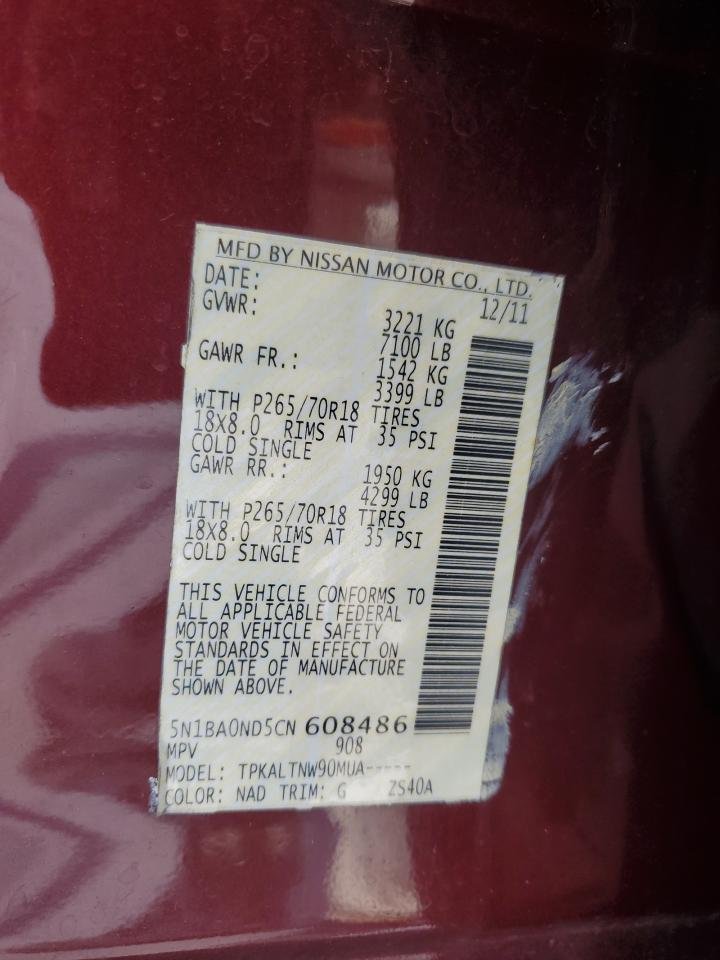 MFD BY NISSAN MOTOR CO., LTD.
DATE: 12/11
GVWR: 3221 KG
7100 LB
GAWR FR.: 1542 KG
3399 LB
WITH P265/70R18 TIRES
18X8.0 RIMS AT 35 PSI
COLD SINGLE
GAWR RR.: 1950 KG
4299 LB
WITH P265/70R18 TIRES
18X8.0 RIMS AT 35 PSI
COLD SINGLE
THIS VEHICLE CONFORMS TO
ALL APPLICABLE FEDERAL
MOTOR VEHICLE SAFETY
STANDARDS IN EFFECT ON
THE DATE OF MANUFACTURE
SHOWN ABOVE.
5N1BA0ND5CN 608486
MPV 908
MODEL: TPKALTNW90MUA-----
COLOR: NAD TRIM: G ZS40A